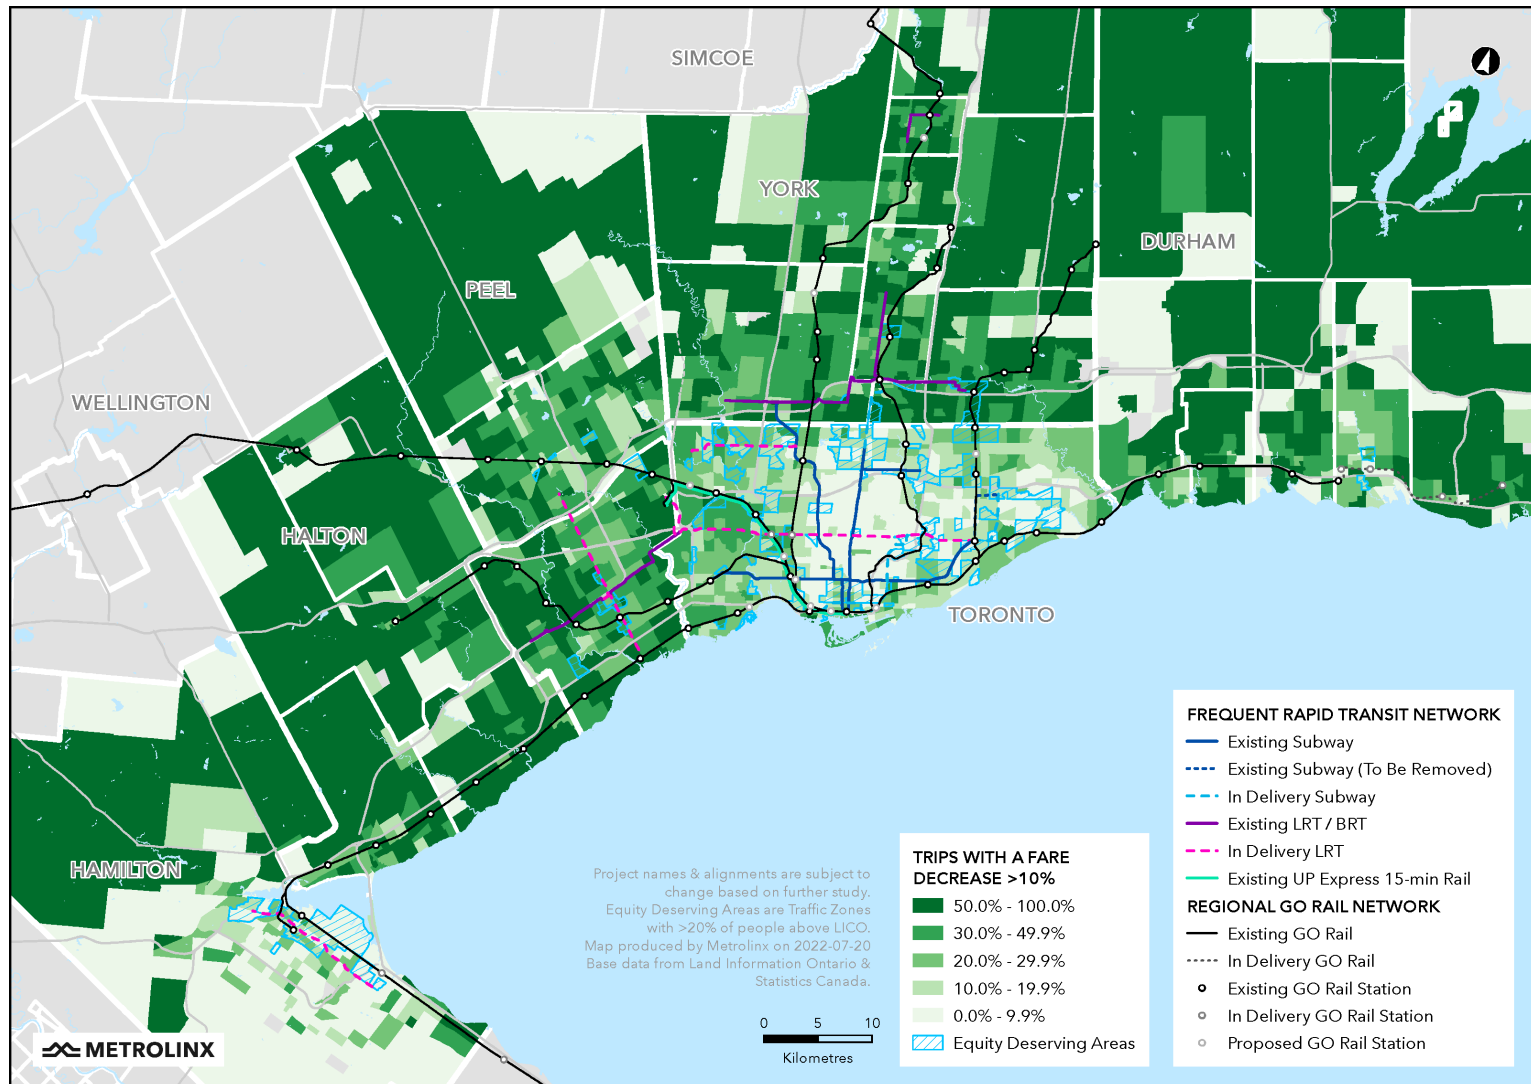 SIMCOE
YORK
DURHAM
PEEL
WELLINGTON
HALTON
TORONTO
HAMILTON
FREQUENT RAPID TRANSIT NETWORK
Existing Subway
Existing Subway (To Be Removed)
In Delivery Subway
Existing LRT / BRT
In Delivery LRT
Existing UP Express 15-min Rail
REGIONAL GO RAIL NETWORK
Existing GO Rail
In Delivery GO Rail
Existing GO Rail Station
In Delivery GO Rail Station
Proposed GO Rail Station
TRIPS WITH A FARE
DECREASE >10%
50.0% - 100.0%
30.0% - 49.9%
20.0% - 29.9%
10.0% - 19.9%
0.0% - 9.9%
Equity Deserving Areas
Project names & alignments are subject to
change based on further study.
Equity Deserving Areas are Traffic Zones
with >20% of people above LICO.
Map produced by Metrolinx on 2022-07-20
Base data from Land Information Ontario &
Statistics Canada.
0 5 10
Kilometres
METROLINX